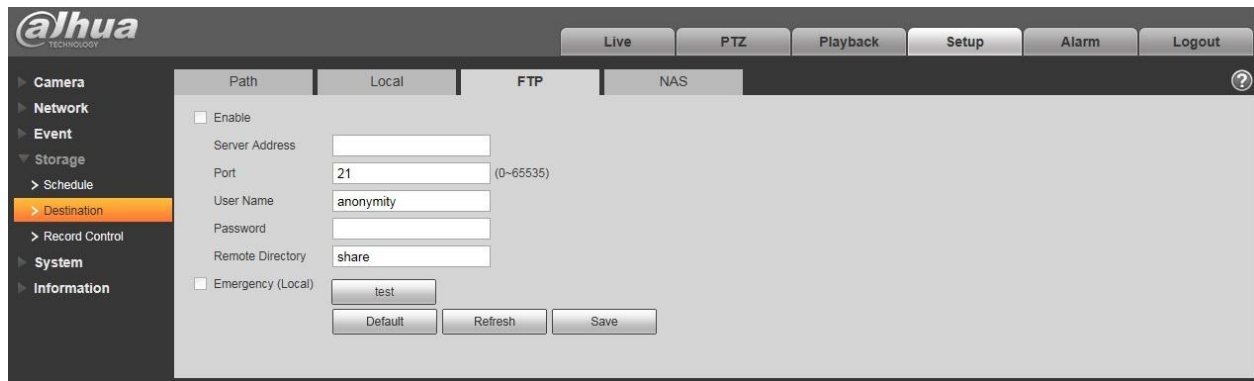 alhua
TECHNOLOGY
Live PTZ Playback Setup Alarm Logout
Camera
Network
Event
Storage
> Schedule
> Destination
> Record Control
System
Information
Path Local FTP NAS
?
Enable
Server Address
Port 21 (0~65535)
User Name anonymity
Password
Remote Directory share
Emergency (Local) test
Default Refresh Save